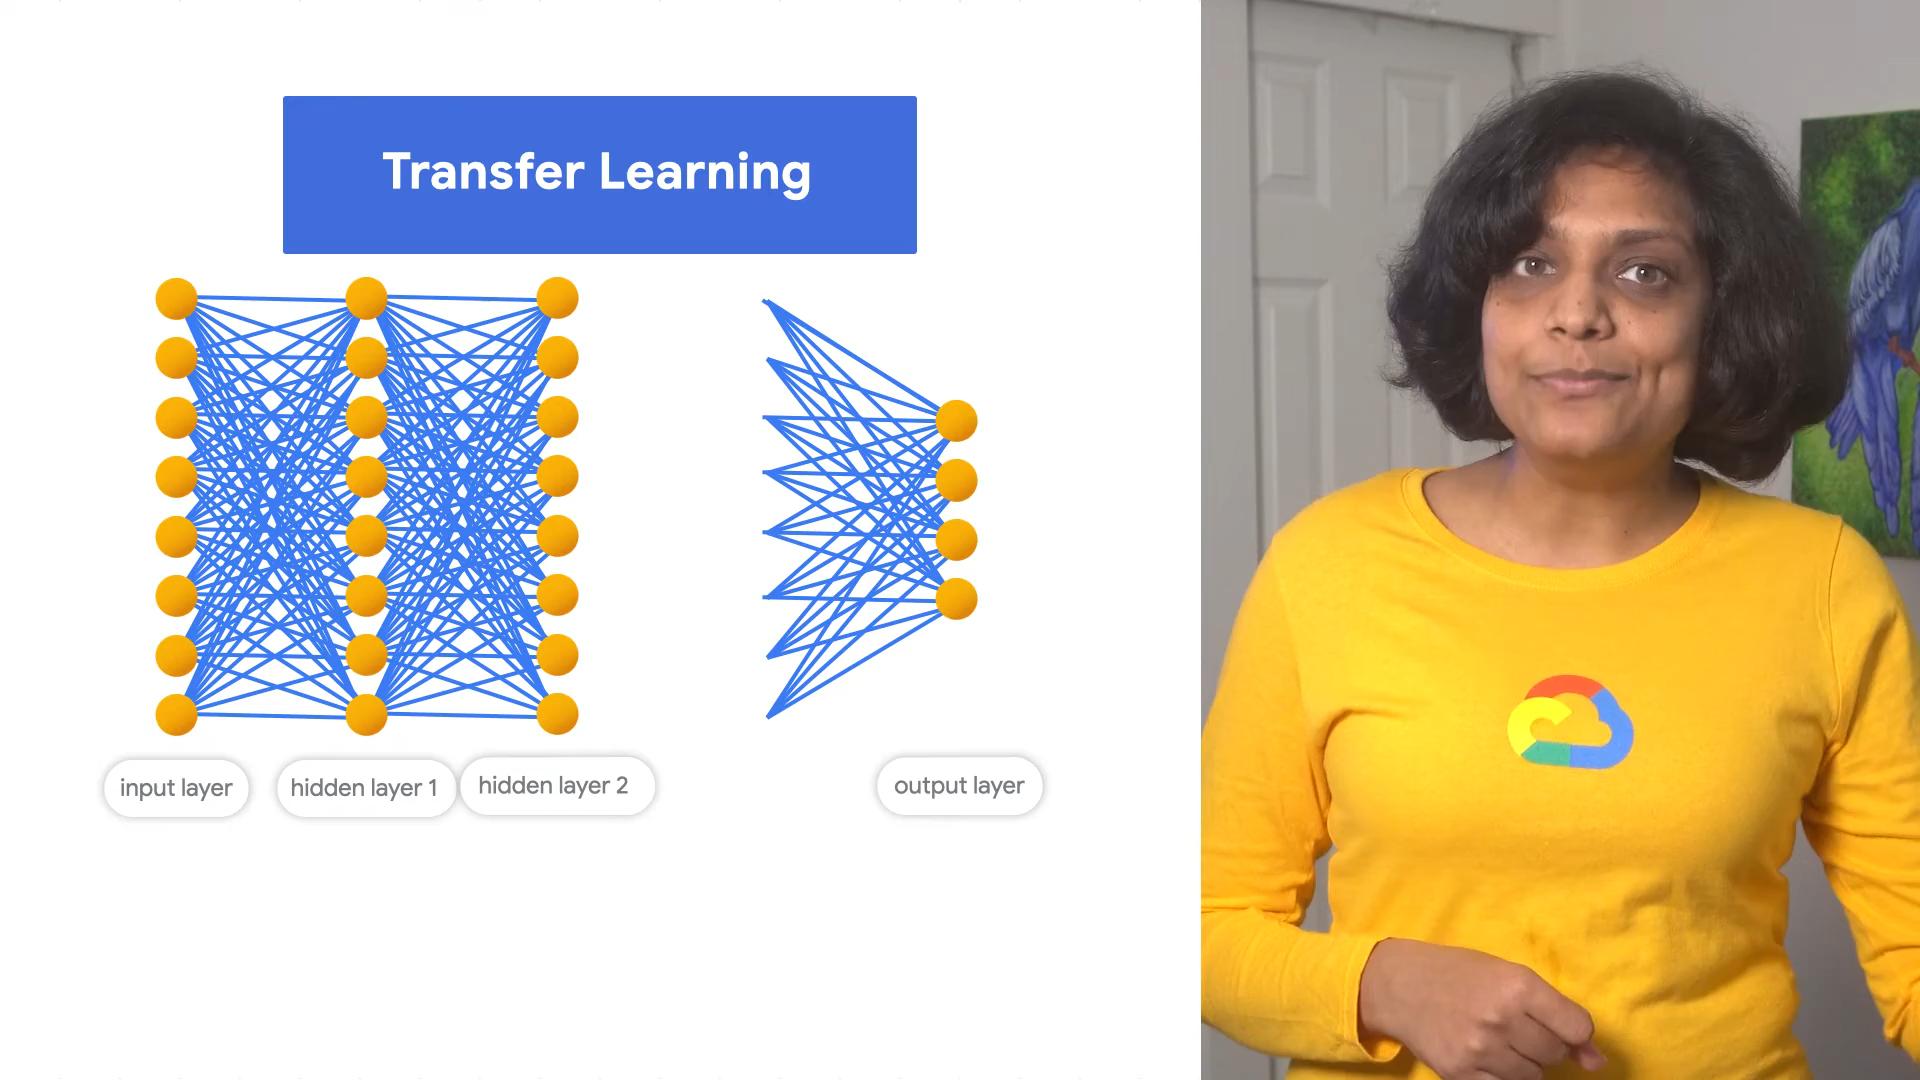 Transfer Learning
input layer
hidden layer 1
hidden layer 2
output layer